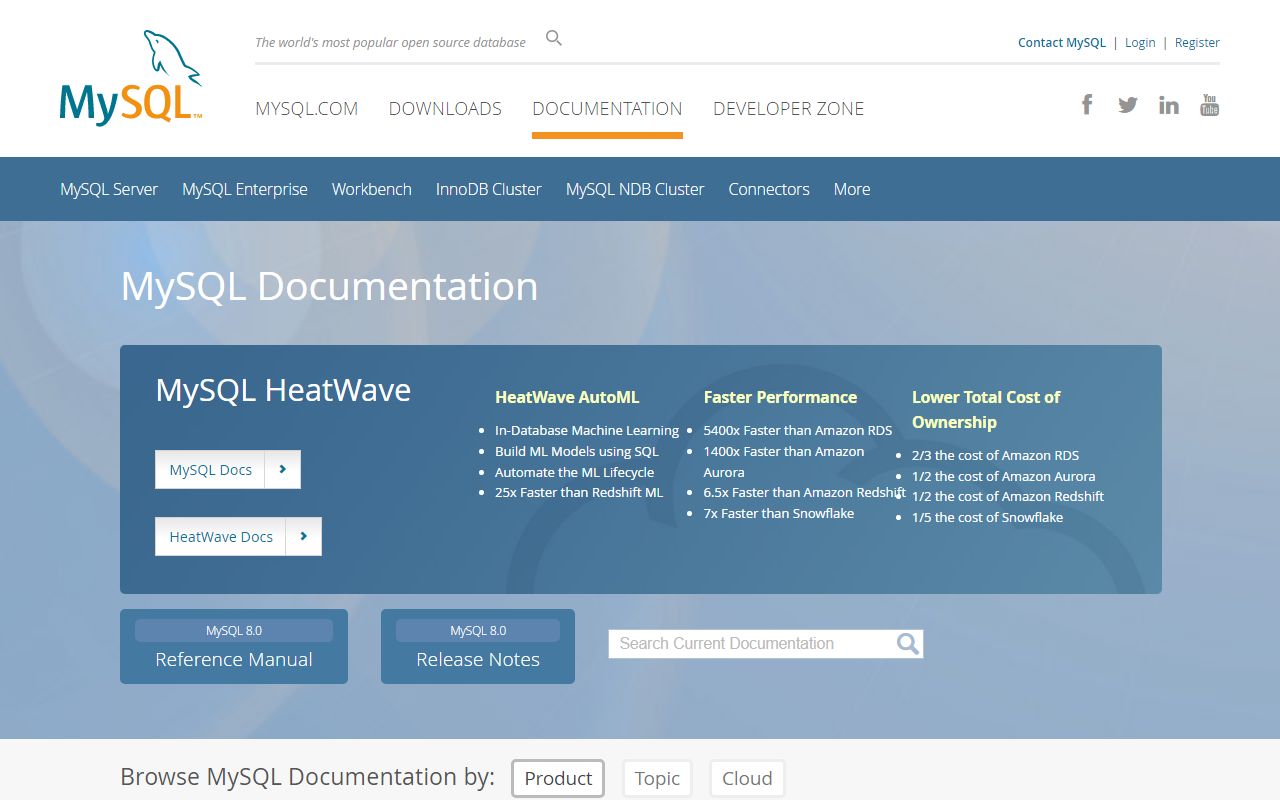 The world's most popular open source database
Contact MySQL | Login | Register
MySQL™
MYSQL.COM DOWNLOADS DOCUMENTATION DEVELOPER ZONE
f in You Tube
MySQL Server MySQL Enterprise Workbench InnoDB Cluster MySQL NDB Cluster Connectors More
MySQL Documentation
MySQL HeatWave
MySQL Docs
HeatWave Docs
HeatWave AutoML
In-Database Machine Learning
Build ML Models using SQL
Automate the ML Lifecycle
25x Faster than Redshift ML
Faster Performance
5400x Faster than Amazon RDS
1400x Faster than Amazon
Aurora
6.5x Faster than Amazon Redshift
7x Faster than Snowflake
Lower Total Cost of
Ownership
2/3 the cost of Amazon RDS
1/2 the cost of Amazon Aurora
1/2 the cost of Amazon Redshift
1/5 the cost of Snowflake
MySQL 8.0
Reference Manual
MySQL 8.0
Release Notes
Search Current Documentation
Browse MySQL Documentation by: Product Topic Cloud